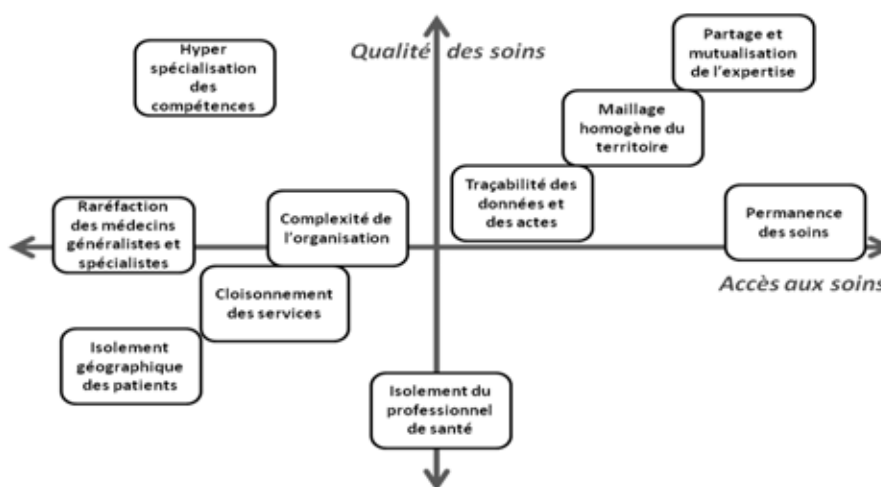 Hyper
spécialisation
des
compétences
Qualité des soins
Partage et
mutualisation
de l'expertise
Maillage
homogène du
territoire
Traçabilité des
données et
des actes
Raréfaction
des médecins
généralistes et
spécialistes
Complexité de
l'organisation
Permanence
des soins
Accès aux soins
Cloisonnement
des services
Isolement
géographique
des patients
Isolement du
professionnel
de santé